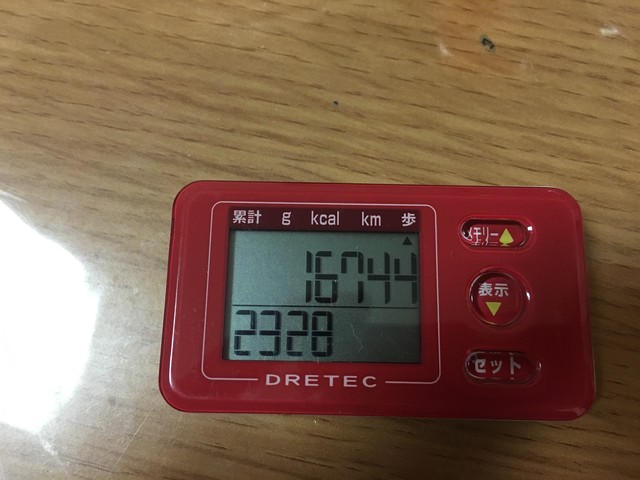 累計 g kcal km 歩
16744
2328
DRETEC
メモリー
表示
セット